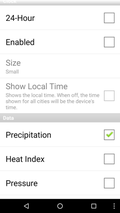 24-Hour
Enabled
Size
Small
Show Local Time
Shows the local time. When off, the time
shown for all cities will be the device's
time.
Data
Precipitation
Heat Index
Pressure